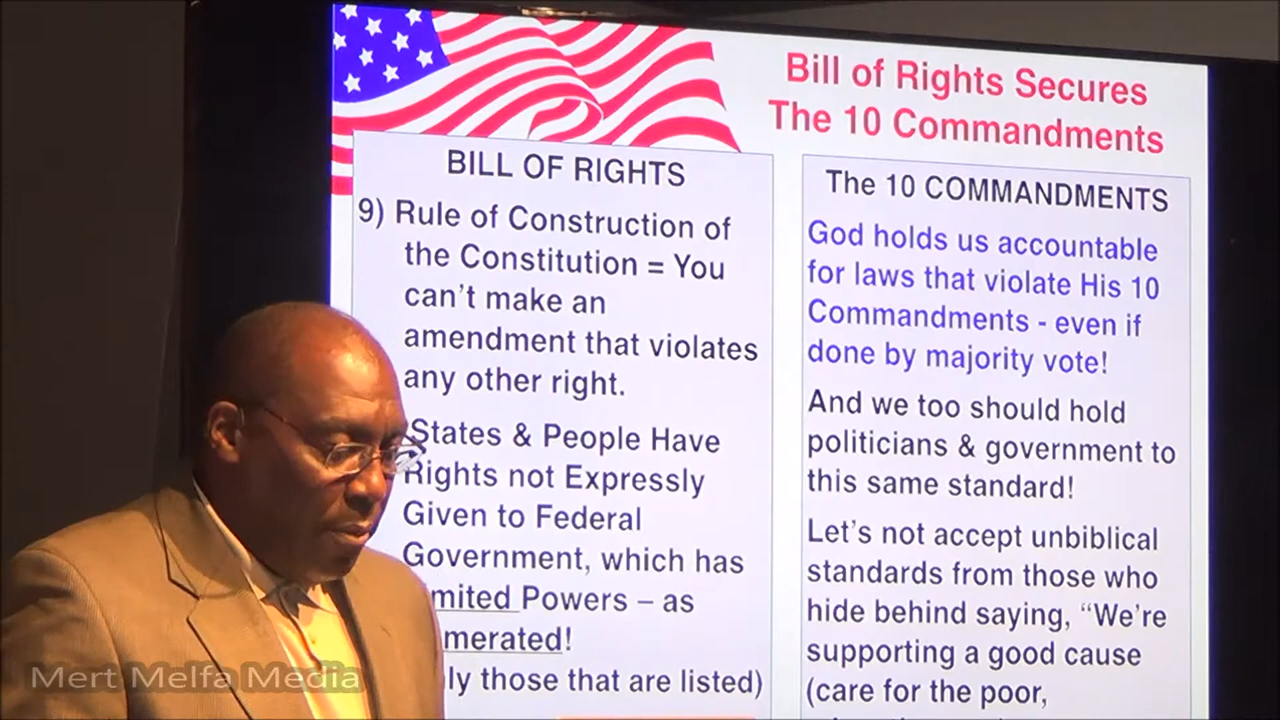 Bill of Rights Secures
The 10 Commandments
BILL OF RIGHTS
9) Rule of Construction of
the Constitution = You
can't make an
amendment that violates
any other right.
States & People Have
Rights not Expressly
Given to Federal
Government, which has
mited Powers – as
merated!
ly those that are listed)
The 10 COMMANDMENTS
God holds us accountable
for laws that violate His 10
Commandments - even if
done by majority vote!
And we too should hold
politicians & government to
this same standard!
Let's not accept unbiblical
standards from those who
hide behind saying, “We're
supporting a good cause
(care for the poor,
Mert Melfa Media